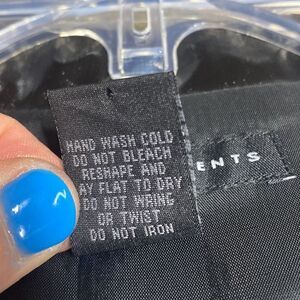 HAND WASH COLD
DO NOT BLEACH
RESHAPE AND
AY FLAT TO DRY
DO NOT WRING
OR TWIST
DO NOT IRON
ENTS